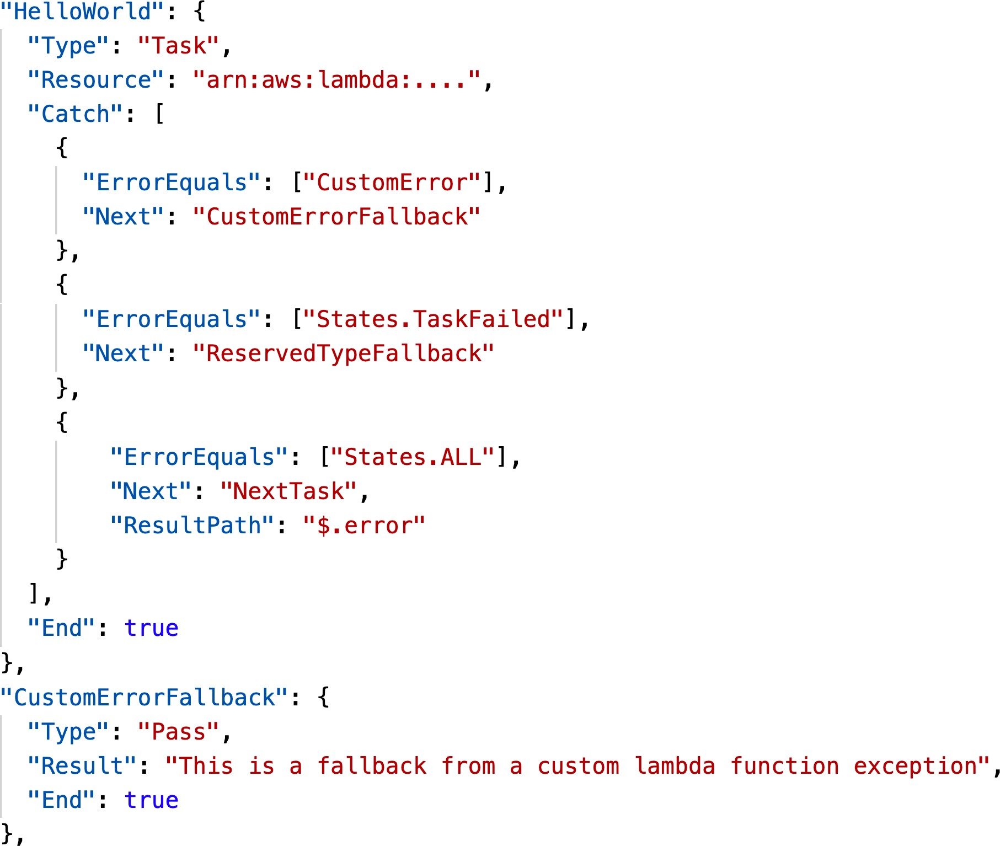 "HelloWorld": {
  "Type": "Task",
  "Resource": "arn:aws:lambda:....",
  "Catch": [
    {
      "ErrorEquals": ["CustomError"],
      "Next": "CustomErrorFallback"
    },
    {
      "ErrorEquals": ["States.TaskFailed"],
      "Next": "ReservedTypeFallback"
    },
    {
        "ErrorEquals": ["States.ALL"],
        "Next": "NextTask",
        "ResultPath": "$.error"
    }
  ],
  "End": true
},
"CustomErrorFallback": {
  "Type": "Pass",
  "Result": "This is a fallback from a custom lambda function exception",
  "End": true
},